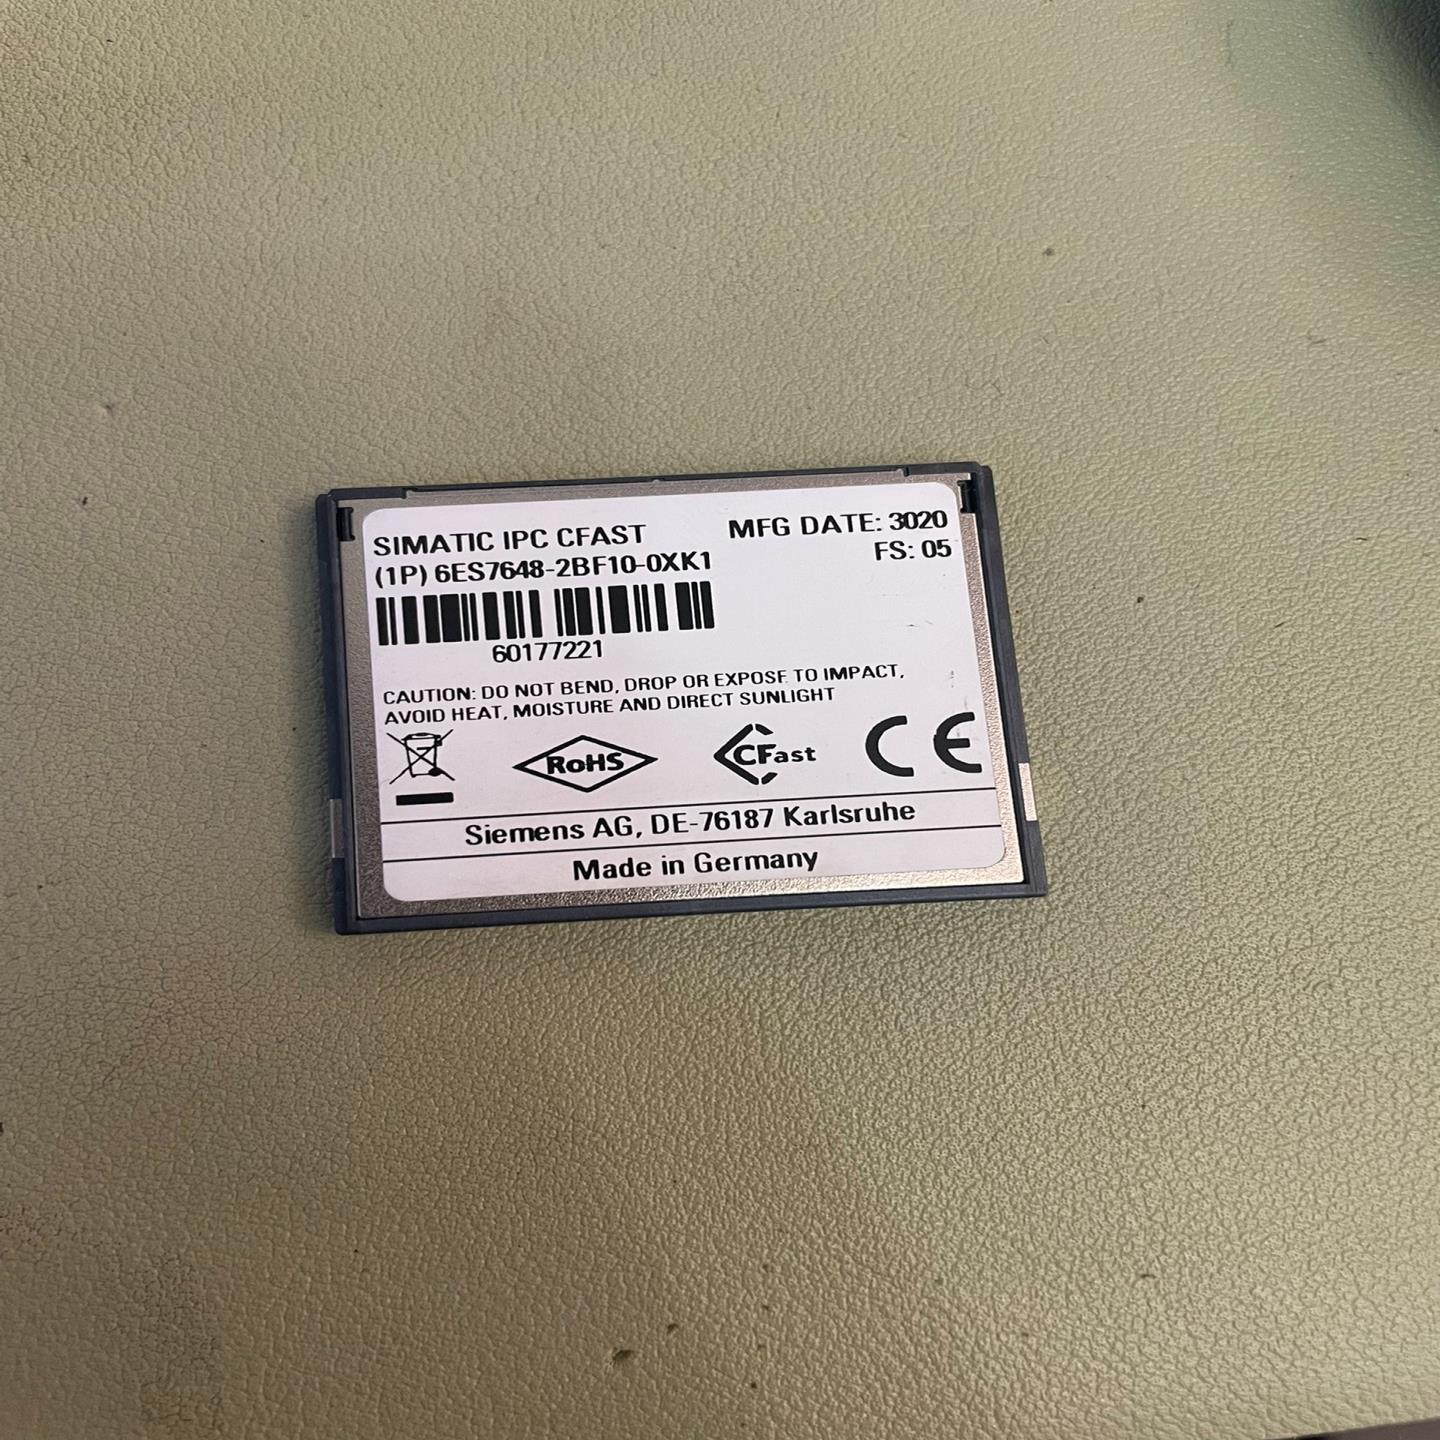 SIMATIC IPC CFAST
MFG DATE: 3020
(1P) 6ES7648-2BF10-0XK1
FS: 05
60177221
CAUTION: DO NOT BEND, DROP OR EXPOSE TO IMPACT,
AVOID HEAT, MOISTURE AND DIRECT SUNLIGHT
RoHS
CFast
CE
Siemens AG, DE-76187 Karlsruhe
Made in Germany